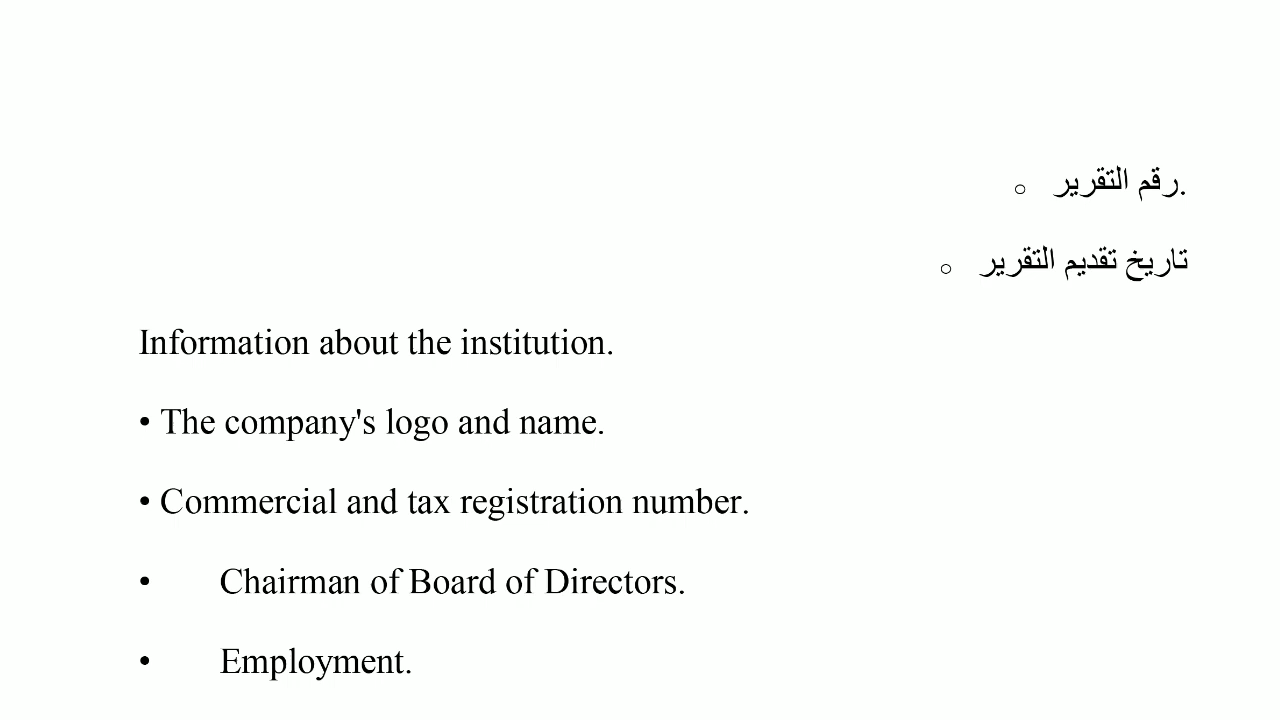 ○ رقم التقرير.
○ تاريخ تقديم التقرير
Information about the institution.
• The company's logo and name.
• Commercial and tax registration number.
• Chairman of Board of Directors.
• Employment.